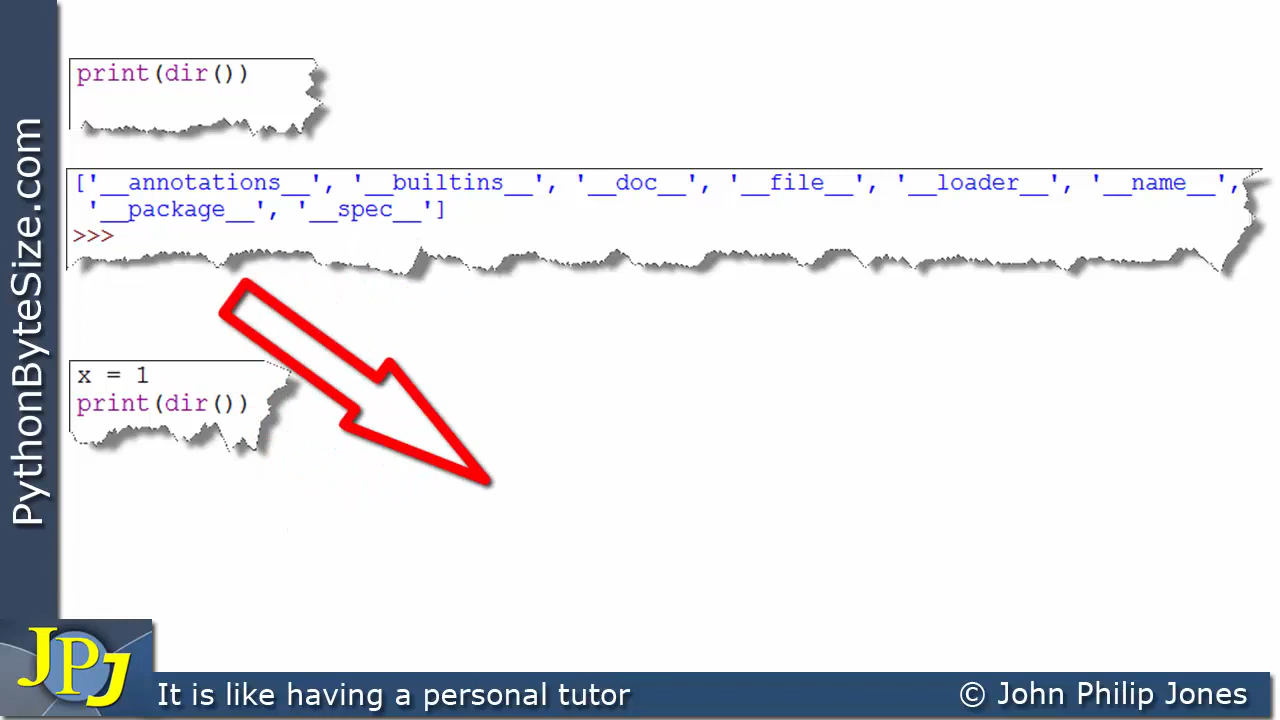 print(dir())
['__annotations__', '__builtins__', '__doc__', '__file__', '__loader__', '__name__',
'__package__', '__spec__']
>>>
x = 1
print(dir())
PythonByteSize.com
JPJ
It is like having a personal tutor
© John Philip Jones